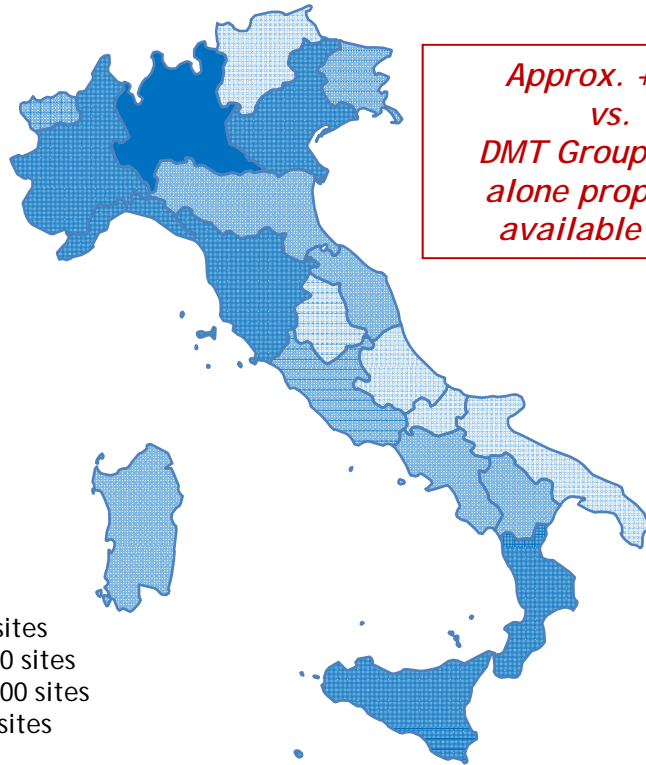 Approx. +
vs.
DMT Group
alone prop
available
sites
0 sites
00 sites
sites